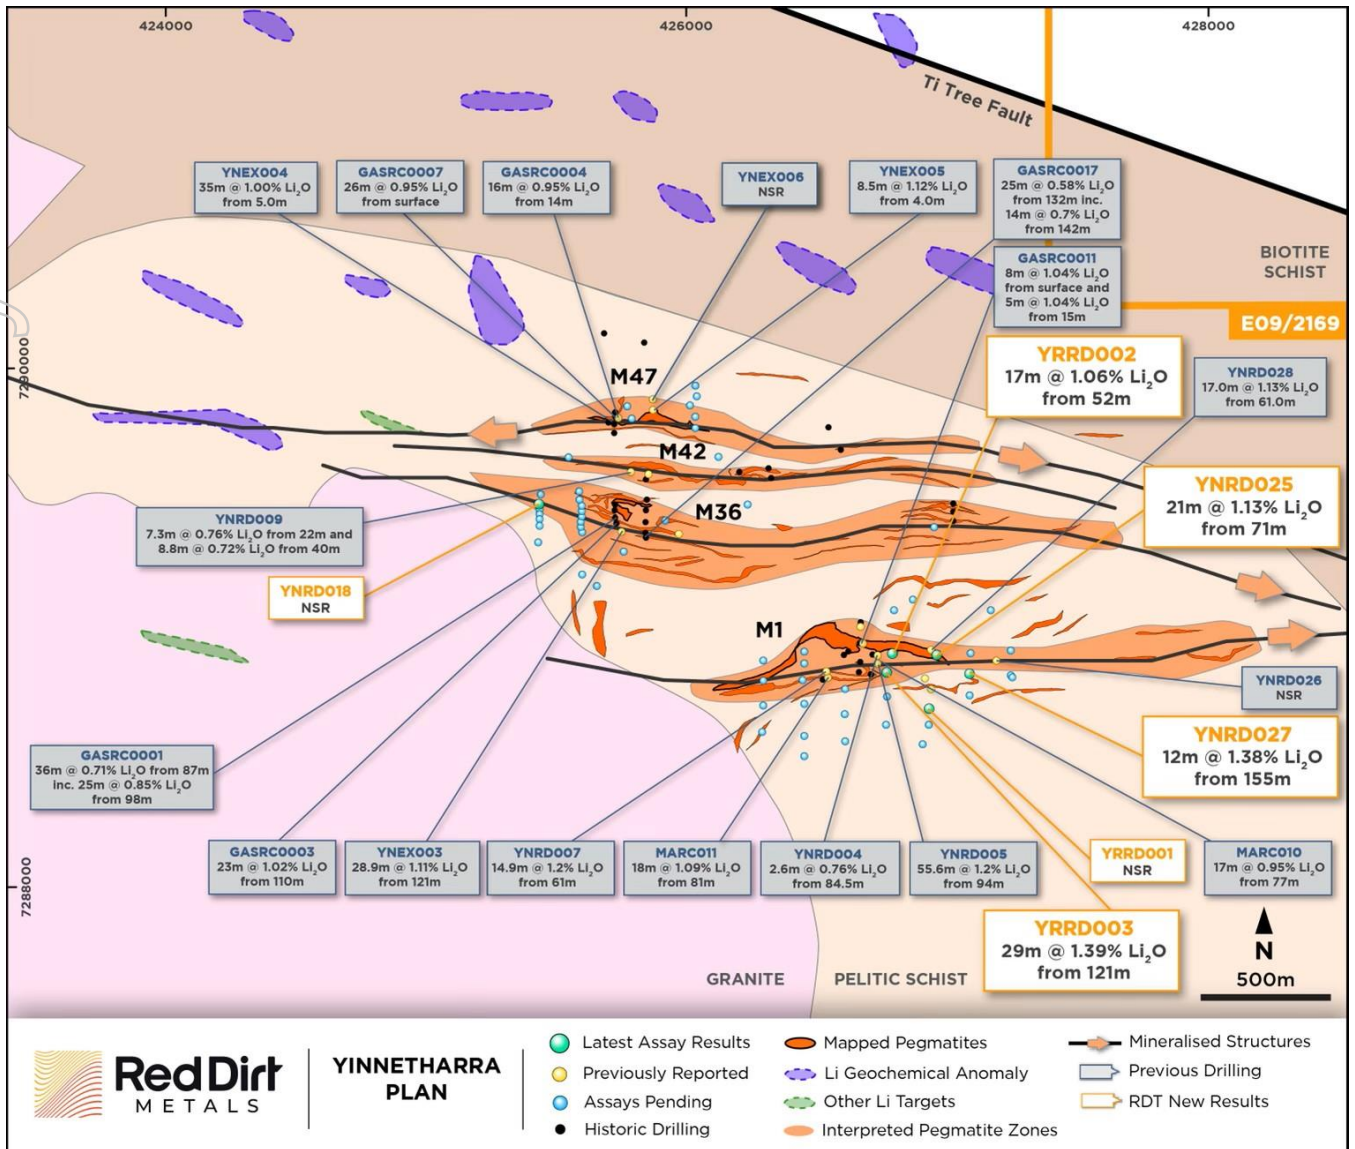 424000
426000
428000
Ti Tree Fault
YNEX004
35m @ 1.00% Li₂O
from 5.0m
GASRC0007
26m @ 0.95% Li₂O
from surface
GASRC0004
16m @ 0.95% Li₂O
from 14m
YNEX006
NSR
YNEX005
8.5m @ 1.12% Li₂O
from 4.0m
GASRC0017
25m @ 0.58% Li₂O
from 132m inc.
14m @ 0.7% Li₂O
from 142m
BIOTITE
SCHIST
GASRC0011
8m @ 1.04% Li₂O
from surface and
5m @ 1.04% Li₂O
from 15m
E09/2169
7290000
YRRD002
17m @ 1.06% Li₂O
from 52m
YNRD028
17.0m @ 1.13% Li₂O
from 61.0m
M47
M42
M36
YNRD025
21m @ 1.13% Li₂O
from 71m
YNRD009
7.3m @ 0.76% Li₂O from 22m and
8.8m @ 0.72% Li₂O from 40m
YNRD018
NSR
M1
YNRD026
NSR
YNRD027
12m @ 1.38% Li₂O
from 155m
GASRC0001
36m @ 0.71% Li₂O from 87m
inc. 25m @ 0.85% Li₂O
from 98m
7288000
GASRC0003
23m @ 1.02% Li₂O
from 110m
YNEX003
28.9m @ 1.11% Li₂O
from 121m
YNRD007
14.9m @ 1.2% Li₂O
from 61m
MARC011
18m @ 1.09% Li₂O
from 81m
YNRD004
2.6m @ 0.76% Li₂O
from 84.5m
YNRD005
55.6m @ 1.2% Li₂O
from 94m
YRRD001
NSR
MARC010
17m @ 0.95% Li₂O
from 77m
YRRD003
29m @ 1.39% Li₂O
from 121m
N
500m
GRANITE
PELITIC SCHIST
Red Dirt
METALS
YINNETHARRA
PLAN
Latest Assay Results
Previously Reported
Assays Pending
Historic Drilling
Mapped Pegmatites
Li Geochemical Anomaly
Other Li Targets
Interpreted Pegmatite Zones
Mineralised Structures
Previous Drilling
RDT New Results